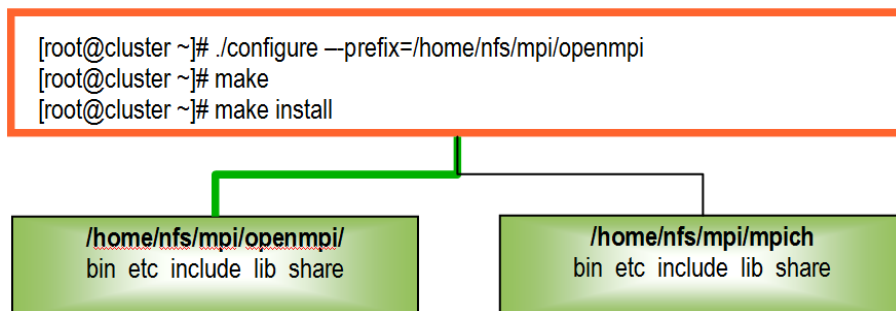 [root@cluster ~]# ./configure –-prefix=/home/nfs/mpi/openmpi
[root@cluster ~]# make
[root@cluster ~]# make install
/home/nfs/mpi/openmpi/
bin etc include lib share
/home/nfs/mpi/mpich
bin etc include lib share